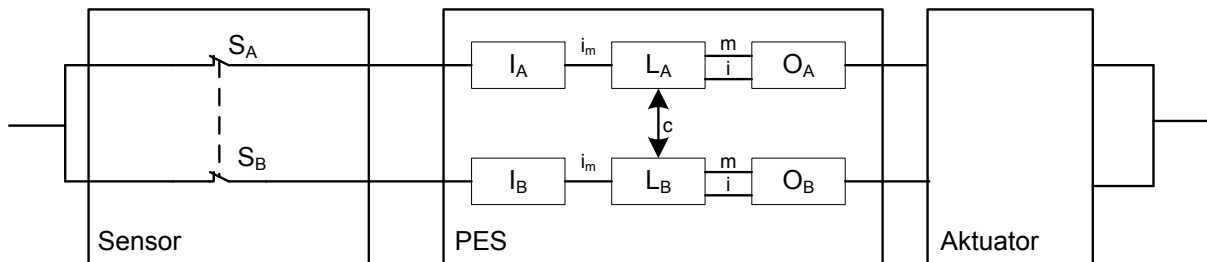 S_A
i_m
m
I_A
L_A
i
O_A
c
S_B
i_m
m
I_B
L_B
i
O_B
Sensor
PES
Aktuator